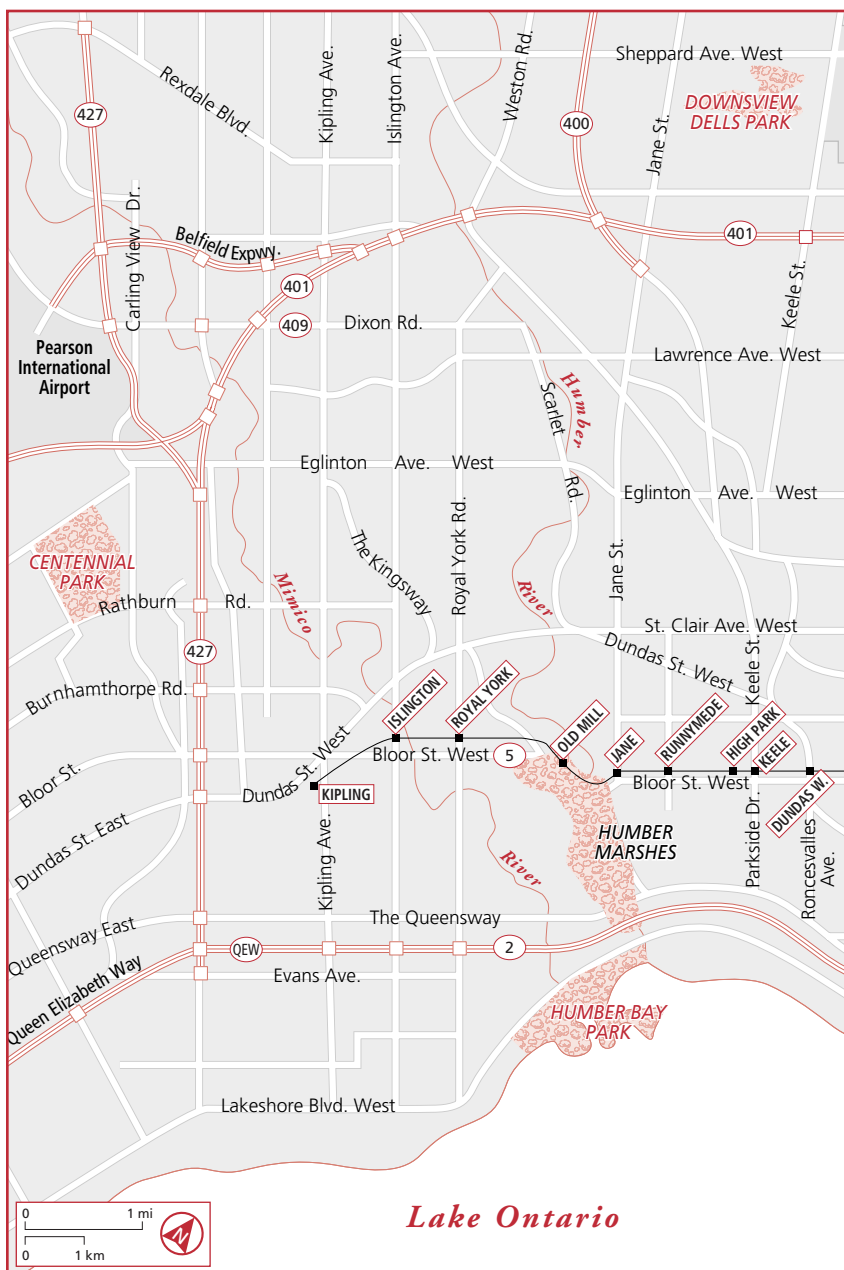 Sheppard Ave. West
DOWNSVIEW
DELLS PARK
427
Rexdale Blvd.
Kipling Ave.
Islington Ave.
Weston Rd.
400
Jane St.
401
Keele St.
Carling View Dr.
Belfield Expwy.
401
409
Dixon Rd.
Pearson
International
Airport
Lawrence Ave. West
Humber
Scarlet
Rd.
Eglinton Ave. West
Eglinton Ave. West
CENTENNIAL
PARK
Mimico
The Kingsway
Royal York Rd.
River
Jane St.
Rathburn Rd.
St. Clair Ave. West
Dundas St. West
Keele St.
427
Burnhamthorpe Rd.
ISLINGTON
ROYAL YORK
OLD MILL
JANE
RUNNYMEDE
HIGH PARK
KEELE
Bloor St.
Dundas St. West
Bloor St. West
5
Bloor St. West
KIPLING
DUNDAS W.
Dundas St. East
HUMBER
MARSHES
Kipling Ave.
River
Parkside Dr.
Roncesvalles
Ave.
Queensway East
The Queensway
QEW
2
Queen Elizabeth Way
Evans Ave.
HUMBER BAY
PARK
Lakeshore Blvd. West
Lake Ontario
0 1 mi
0 1 km
N